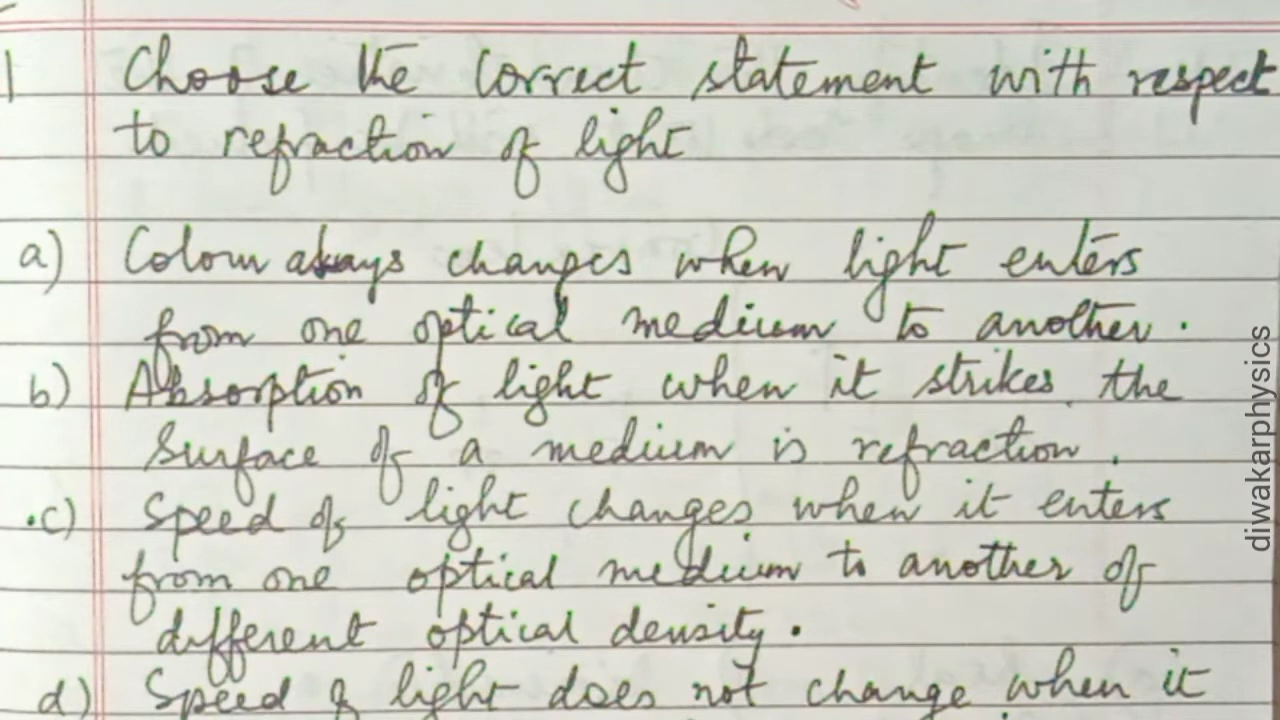 1 Choose the correct statement with respect
to refraction of light
a) Colour always changes when light enters
from one optical medium to another.
b) Absorption of light when it strikes the
surface of a medium is refraction.
c) Speed of light changes when it enters
from one optical medium to another of
different optical density.
d) Speed of light does not change when it
diwakarphysics